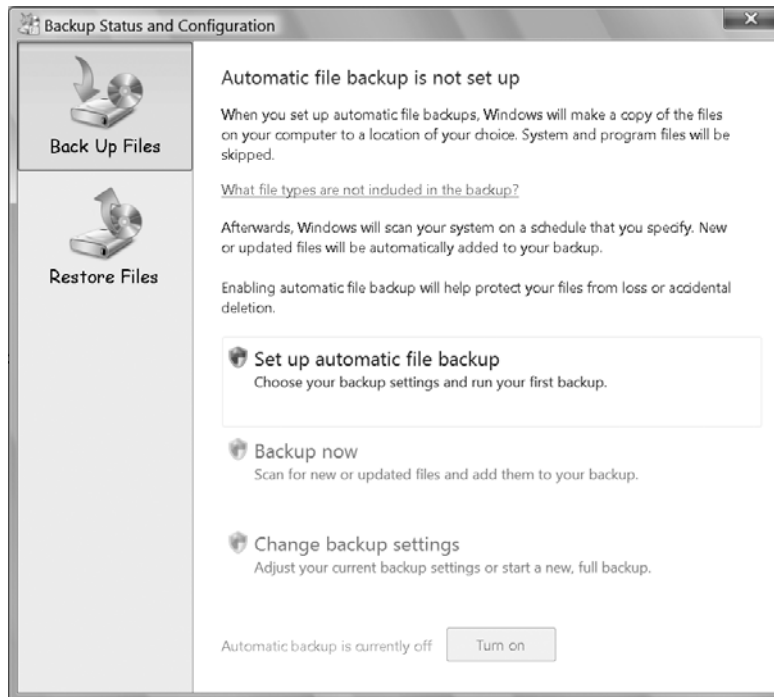 Backup Status and Configuration
Back Up Files
Restore Files
Automatic file backup is not set up
When you set up automatic file backups, Windows will make a copy of the files
on your computer to a location of your choice. System and program files will be
skipped.
What file types are not included in the backup?
Afterwards, Windows will scan your system on a schedule that you specify. New
or updated files will be automatically added to your backup.
Enabling automatic file backup will help protect your files from loss or accidental
deletion.
Set up automatic file backup
Choose your backup settings and run your first backup.
Backup now
Scan for new or updated files and add them to your backup.
Change backup settings
Adjust your current backup settings or start a new, full backup.
Automatic backup is currently off
Turn on